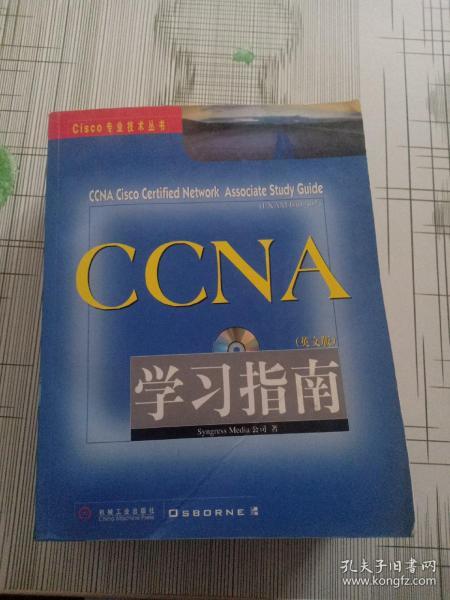 Cisco专业技术丛书
CCNA Cisco Certified Network Associate Study Guide
CCNA
(英文版)
学习指南
Syngress Media 公司 著
机械工业出版社
China Machine Press
OSBORNE
孔夫子旧书网
www.kongfz.com